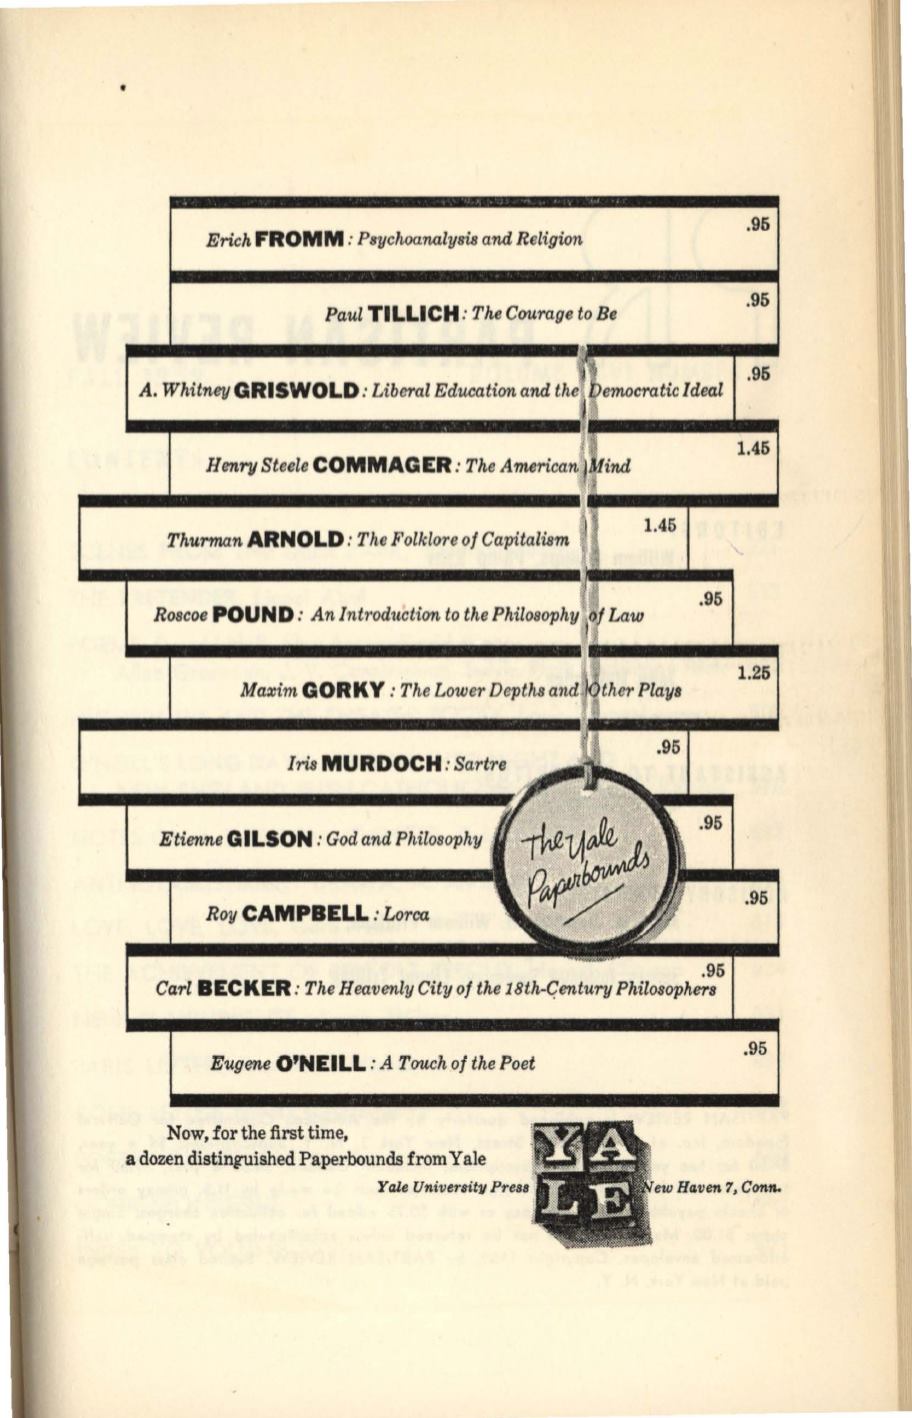 .95
Erich FROMM: Psychoanalysis and Religion
.95
Paul TILLICH: The Courage to Be
.95
A. Whitney GRISWOLD: Liberal Education and the Democratic Ideal
1.45
Henry Steele COMMAGER: The American Mind
1.45
Thurman ARNOLD: The Folklore of Capitalism
.95
Roscoe POUND: An Introduction to the Philosophy of Law
1.25
Maxim GORKY: The Lower Depths and Other Plays
.95
Iris MURDOCH: Sartre
.95
Etienne GILSON: God and Philosophy
The Yale
Paperbounds
.95
Roy CAMPBELL: Lorca
.95
Carl BECKER: The Heavenly City of the 18th-Century Philosophers
.95
Eugene O'NEILL: A Touch of the Poet
Now, for the first time,
a dozen distinguished Paperbounds from Yale
YA
LE
Yale University Press New Haven 7, Conn.